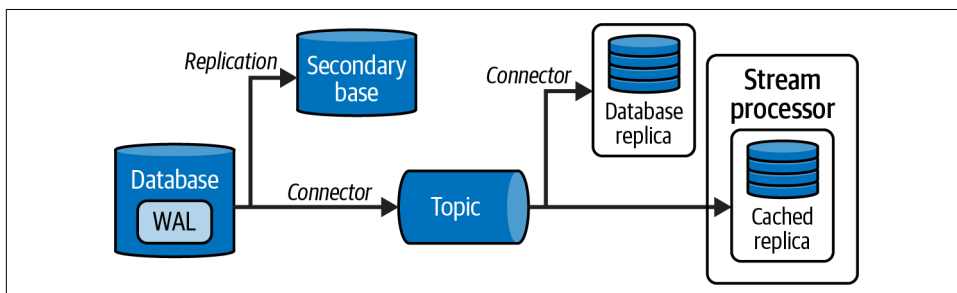 Replication
Secondary
base
Connector
Database
replica
Stream
processor
Cached
replica
Database
WAL
Connector
Topic